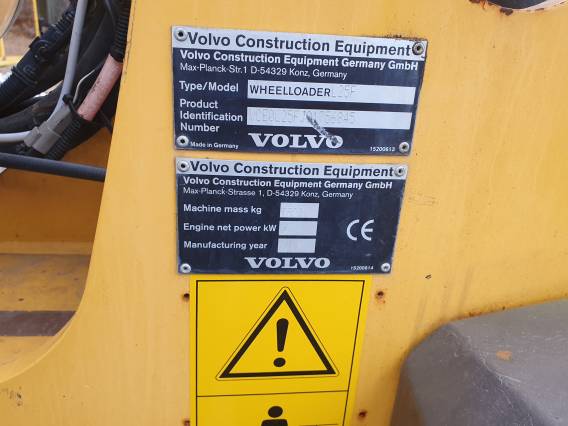 Volvo Construction Equipment
Volvo Construction Equipment Germany GmbH
Max-Planck-Str.1 D-54329 Konz, Germany
Type/Model WHEELLOADER L25F
Product
Identification
Number
Made in Germany VOLVO 15200613
Volvo Construction Equipment
Volvo Construction Equipment Germany GmbH
Max-Planck-Strasse 1, D-54329 Konz, Germany
Machine mass kg
Engine net power kW
CE
Manufacturing year
VOLVO 15200614